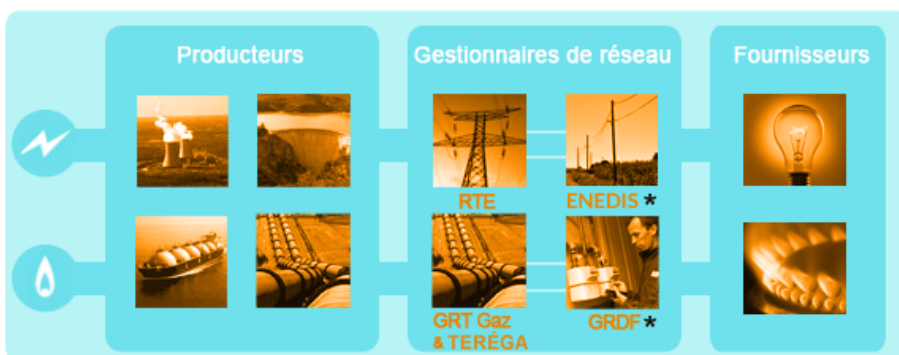 Producteurs
Gestionnaires de réseau
Fournisseurs
RTE
ENEDIS *
GRT Gaz
& TERÉGA
GRDF *